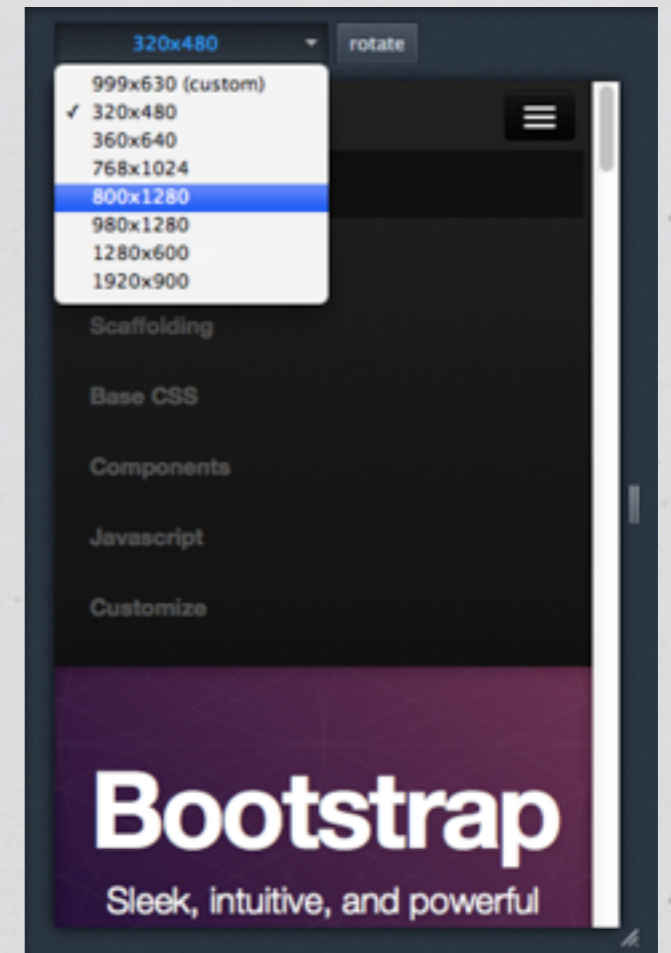 320x480
rotate
999x630 (custom)
✓ 320x480
360x640
768x1024
800x1280
980x1280
1280x600
1920x900
Scaffolding
Base CSS
Components
Javascript
Customize
Bootstrap
Sleek, intuitive, and powerful